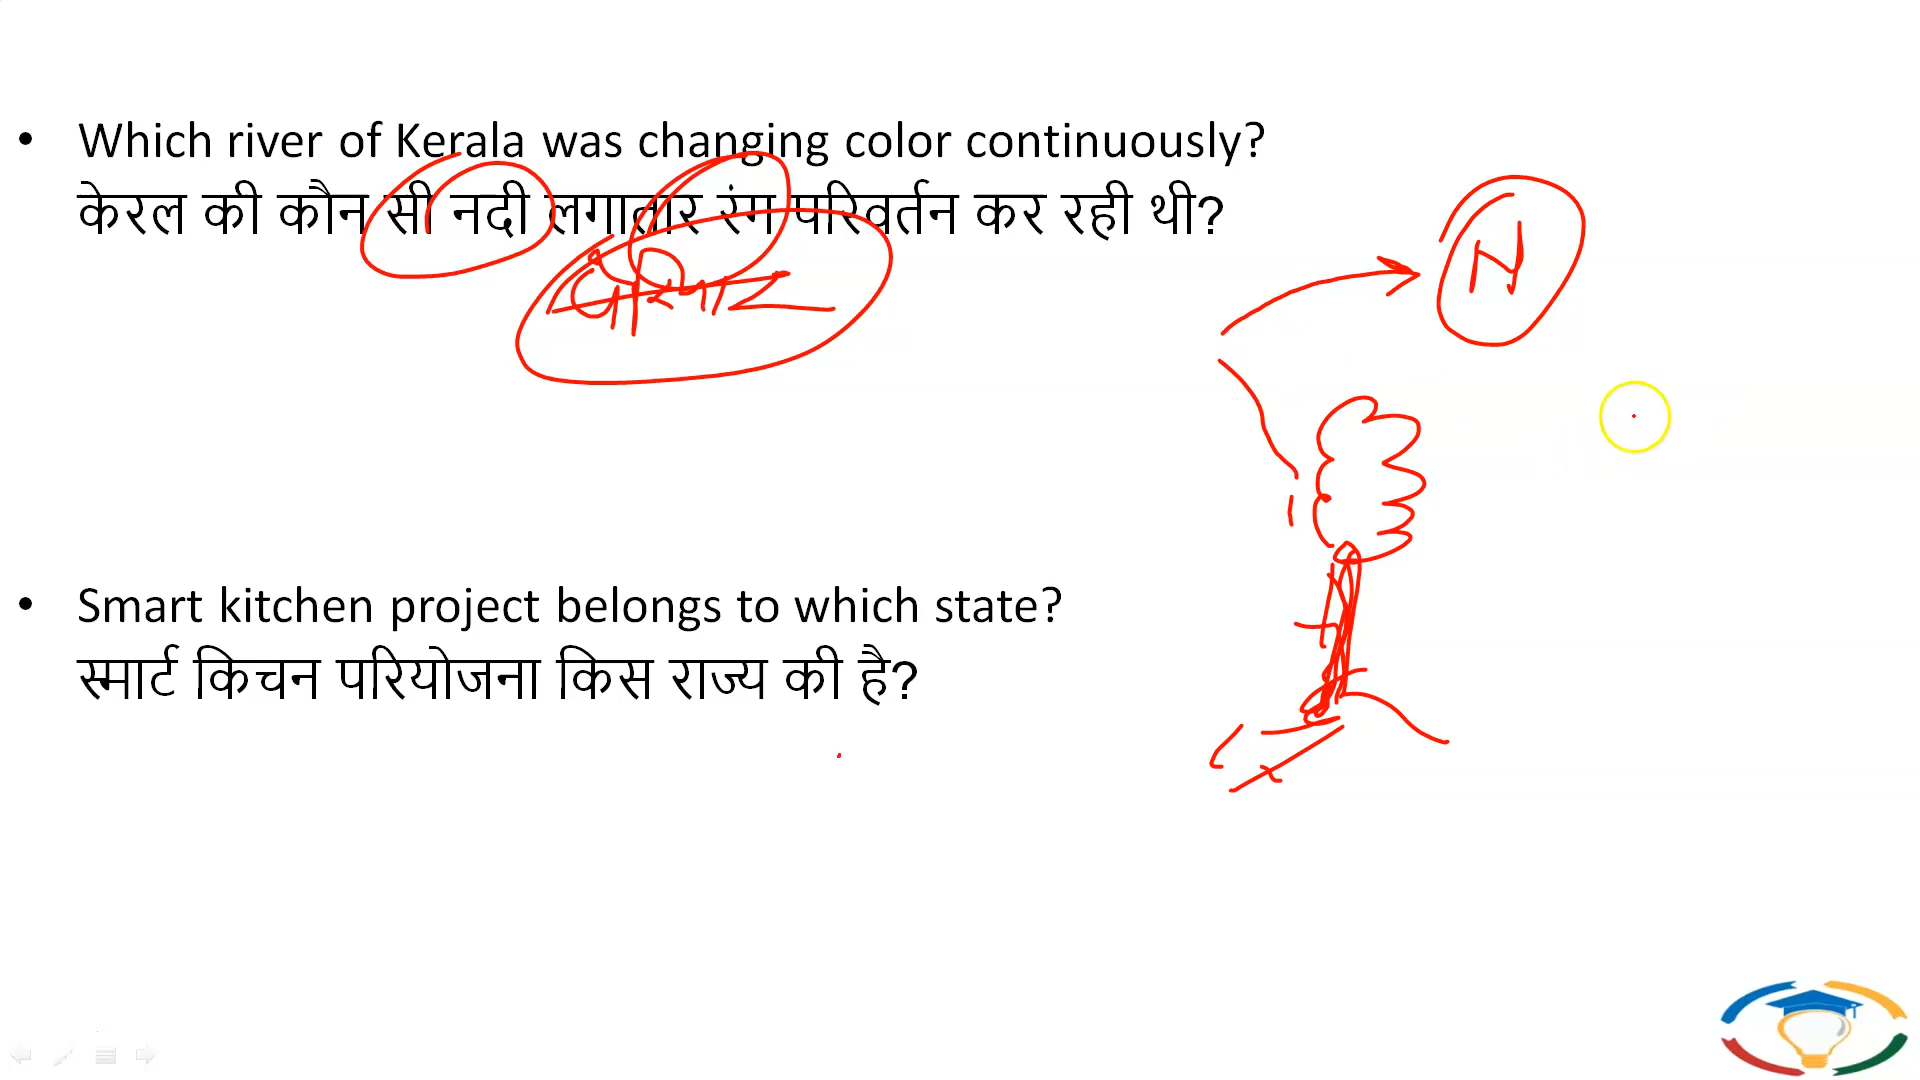 • Which river of Kerala was changing color continuously?
केरल की कौन सी नदी लगातार रंग परिवर्तन कर रही थी?
पेरियार
N
• Smart kitchen project belongs to which state?
स्मार्ट किचन परियोजना किस राज्य की है?